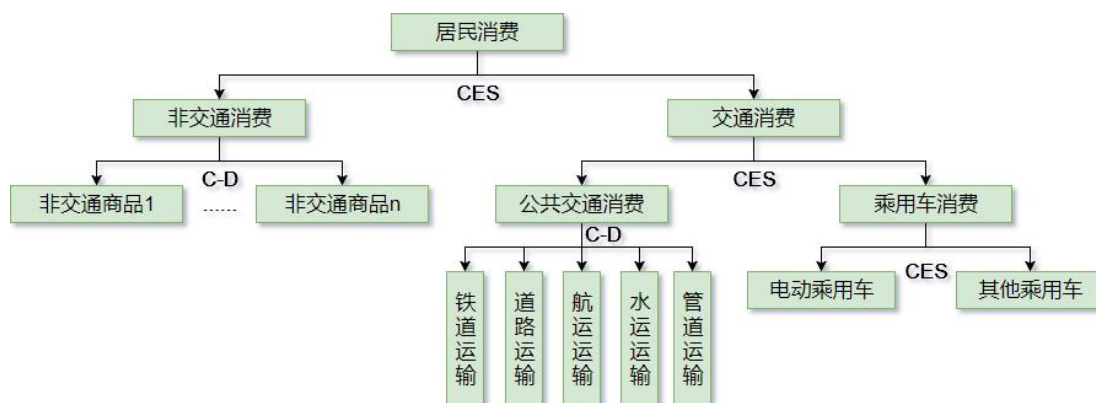 居民消费
CES
非交通消费
交通消费
C-D
CES
非交通商品1
......
非交通商品n
公共交通消费
乘用车消费
C-D
CES
铁道运输
道路运输
航运运输
水运运输
管道运输
电动乘用车
其他乘用车